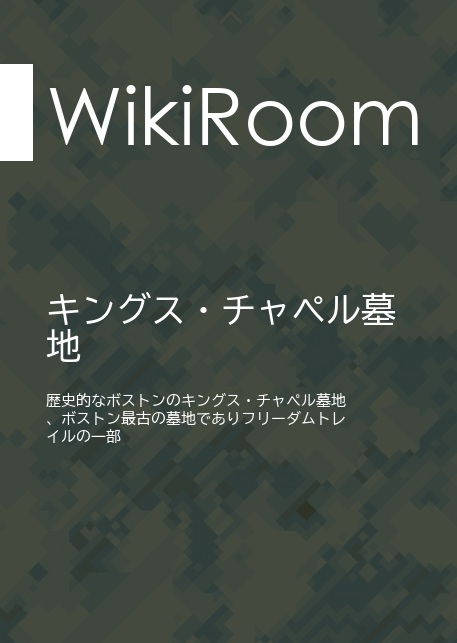 WikiRoom
キングス・チャペル墓
地
歴史的なボストンのキングス・チャペル墓地
、ボストン最古の墓地でありフリーダムトレ
イルの一部